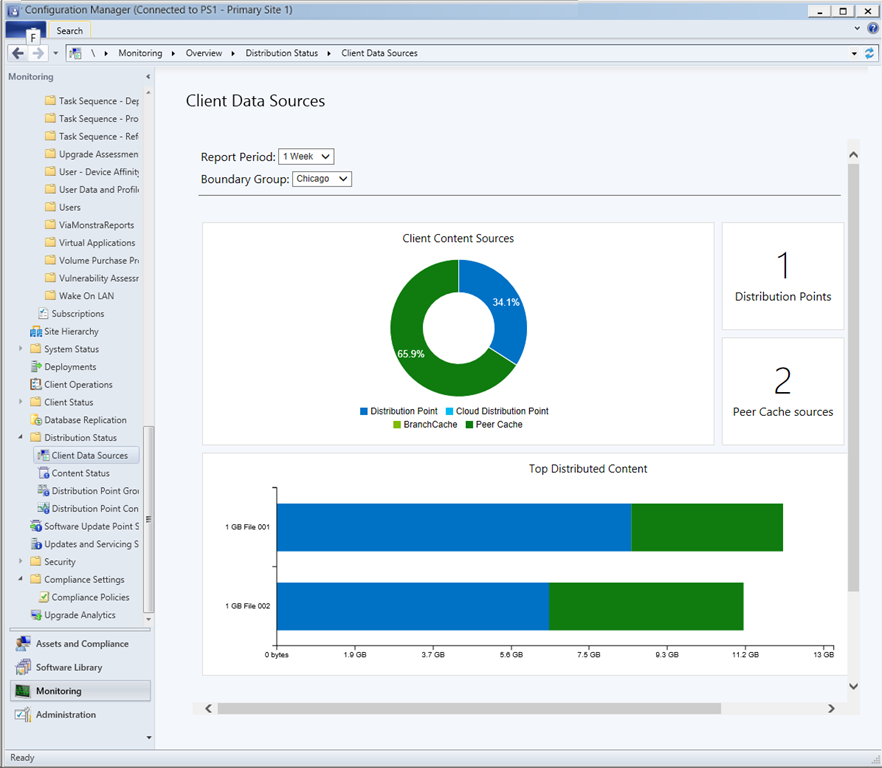 Configuration Manager (Connected to PS1 - Primary Site 1)
F
Search
\ Monitoring Overview Distribution Status Client Data Sources
Monitoring
Task Sequence - Dep
Task Sequence - Pro
Task Sequence - Ref
Upgrade Assessmen
User - Device Affinity
User Data and Profile
Users
ViaMonstraReports
Virtual Applications
Volume Purchase Pr
Vulnerability Assessm
Wake On LAN
Subscriptions
Site Hierarchy
System Status
Deployments
Client Operations
Client Status
Database Replication
Distribution Status
Client Data Sources
Content Status
Distribution Point Grou
Distribution Point Con
Software Update Point S
Updates and Servicing S
Security
Compliance Settings
Compliance Policies
Upgrade Analytics
Assets and Compliance
Software Library
Monitoring
Administration
Client Data Sources
Report Period: 1 Week
Boundary Group: Chicago
Client Content Sources
34.1%
65.9%
Distribution Point Cloud Distribution Point
BranchCache Peer Cache
1
Distribution Points
2
Peer Cache sources
Top Distributed Content
1 GB File 001
1 GB File 002
0 bytes 1.9 GB 3.7 GB 5.6 GB 7.5 GB 9.3 GB 11.2 GB 13 GB
Ready